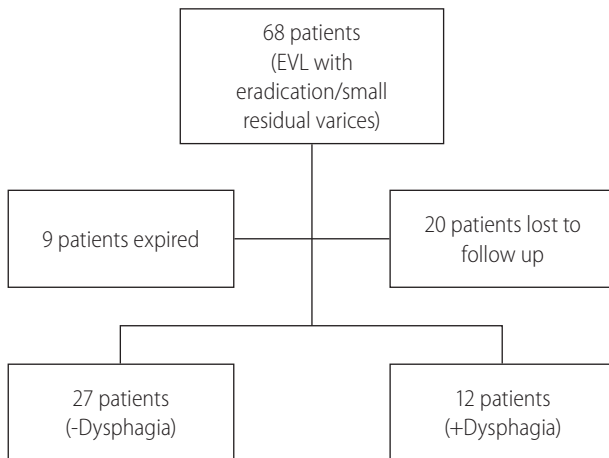 68 patients
(EVL with
eradication/small
residual varices)
9 patients expired
20 patients lost to
follow up
27 patients
(-Dysphagia)
12 patients
(+Dysphagia)